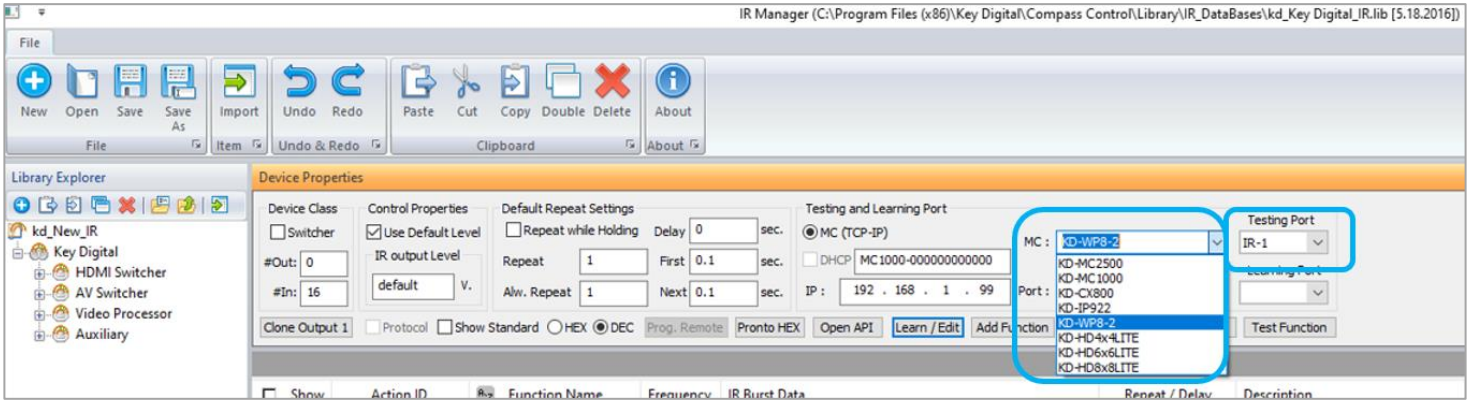 IR Manager (C:\Program Files (x86)\Key Digital\Compass Control\Library\IR_DataBases\kd_Key Digital_IR.lib [5.18.2016])
File
New Open Save Save As Import Undo Redo Paste Cut Copy Double Delete About
File Item Undo & Redo Clipboard About
Library Explorer
kd_New_IR
Key Digital
HDMI Switcher
AV Switcher
Video Processor
Auxiliary
Device Properties
Device Class Control Properties Default Repeat Settings Testing and Learning Port
Switcher Use Default Level Repeat while Holding Delay 0 sec. MC (TCP-IP) MC : KD-WP8-2 Testing Port
IR-1
#Out: 0 IR output Level Repeat 1 First 0.1 sec. DHCP MC1000-000000000000 Learning Port
#In: 16 default V. Alw. Repeat 1 Next 0.1 sec. IP : 192 . 168 . 1 . 99 Port :
KD-MC2500
KD-MC1000
KD-CX800
KD-IP922
KD-WP8-2
KD-HD4x4LITE
KD-HD6x6LITE
KD-HD8x8LITE
Clone Output 1 Protocol Show Standard HEX DEC Prog. Remote Pronto HEX Open API Learn / Edit Add Function Test Function
Show Action ID Function Name Frequency IR Burst Data Repeat / Delay Description